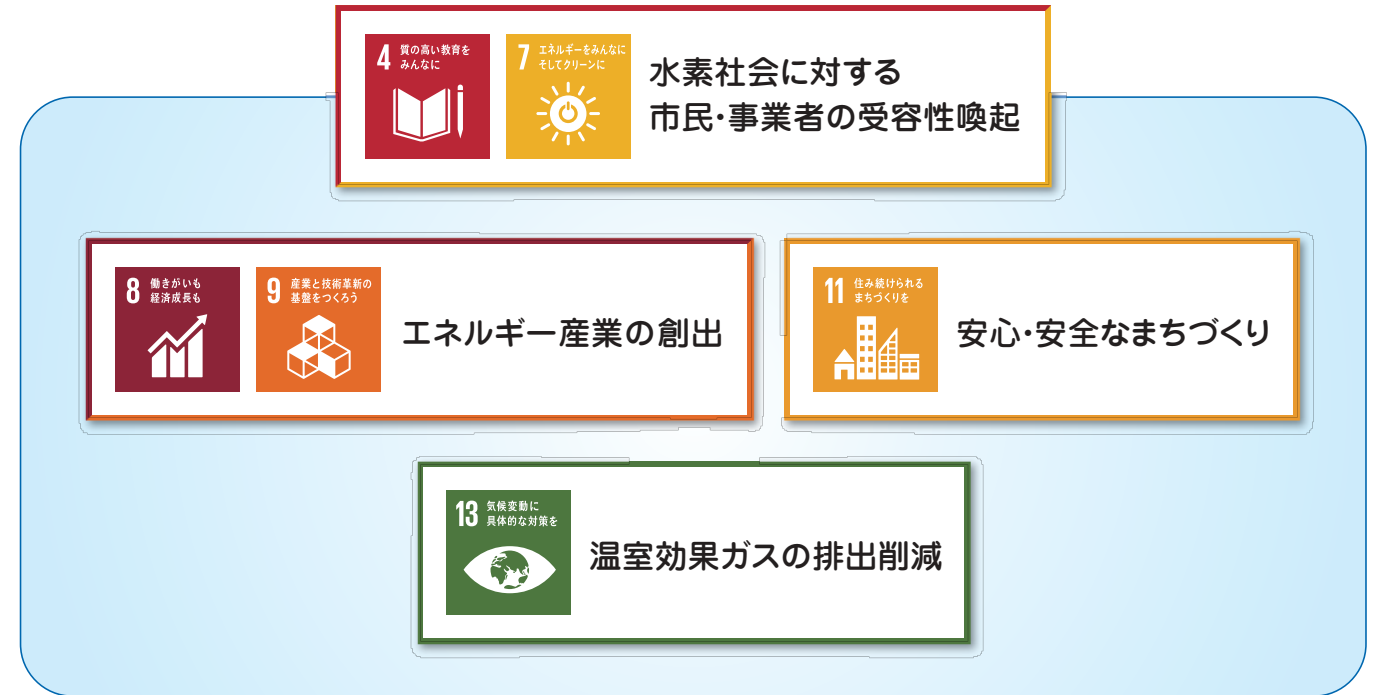 4 質の高い教育を
みんなに
7 エネルギーをみんなに
そしてクリーンに
水素社会に対する
市民・事業者の受容性喚起
8 働きがいも
経済成長も
9 産業と技術革新の
基盤をつくろう
エネルギー産業の創出
11 住み続けられる
まちづくりを
安心・安全なまちづくり
13 気候変動に
具体的な対策を
温室効果ガスの排出削減